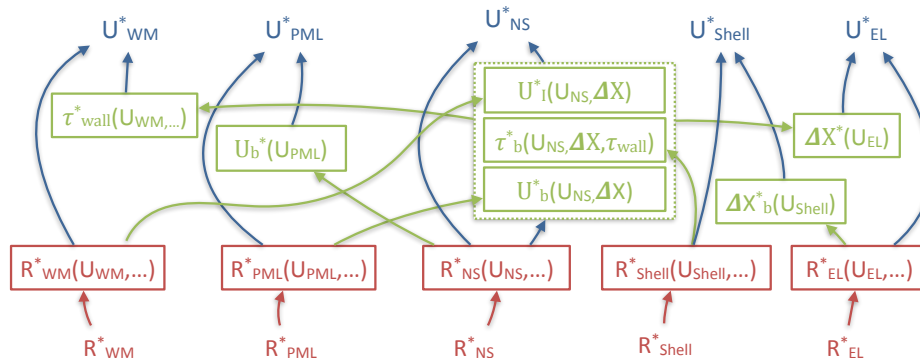 U*WM U*PML U*NS U*Shell U*EL
U*I(UNS,ΔX)
τ*wall(UWM,...)
τ*b(UNS,ΔX,τwall)
ΔX*(UEL)
Ub*(UPML)
U*b(UNS,ΔX)
ΔX*b(UShell)
R*WM(UWM,...) R*PML(UPML,...) R*NS(UNS,...) R*Shell(UShell,...) R*EL(UEL,...)
R*WM R*PML R*NS R*Shell R*EL